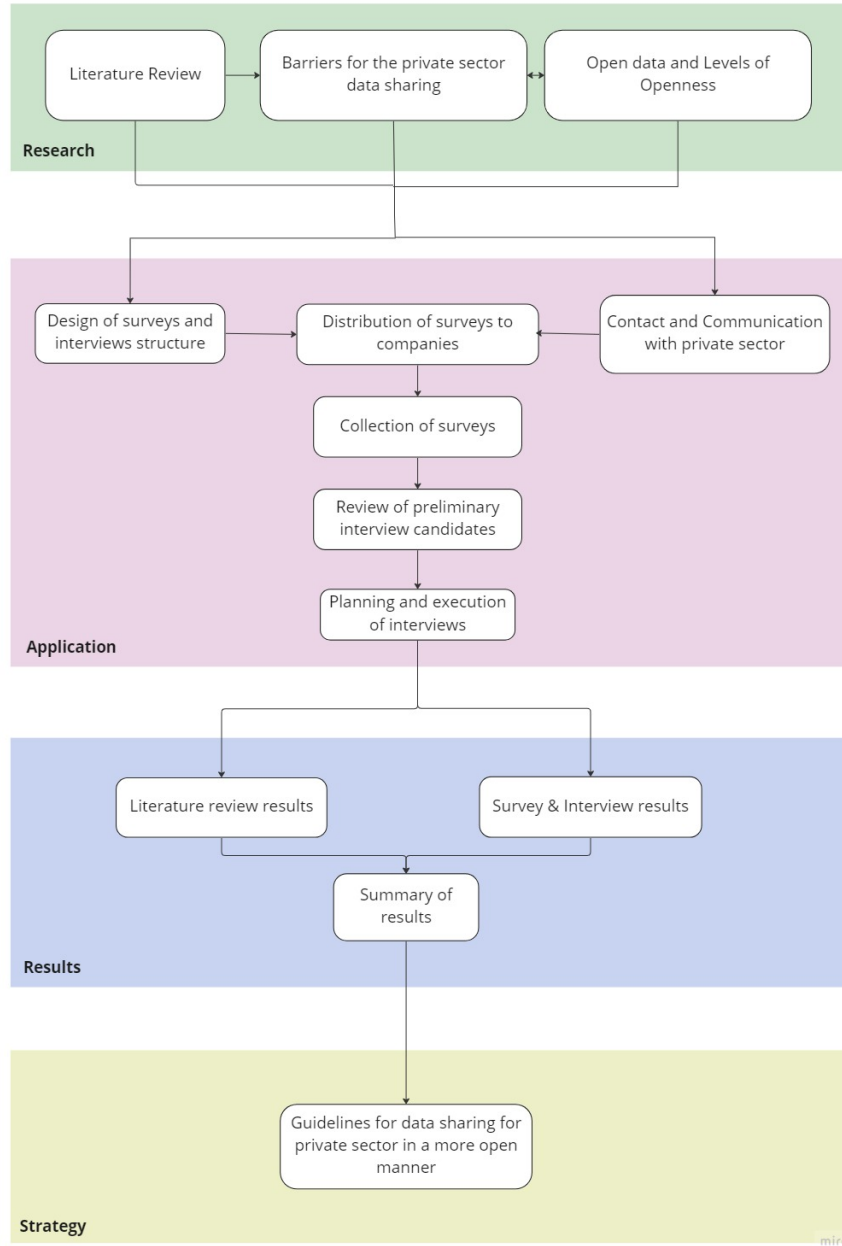 Literature Review
Barriers for the private sector
data sharing
Open data and Levels of
Openness
Research
Design of surveys and
interviews structure
Distribution of surveys to
companies
Contact and Communication
with private sector
Collection of surveys
Review of preliminary
interview candidates
Planning and execution
of interviews
Application
Literature review results
Survey & Interview results
Summary of
results
Results
Guidelines for data sharing for
private sector in a more open
manner
Strategy